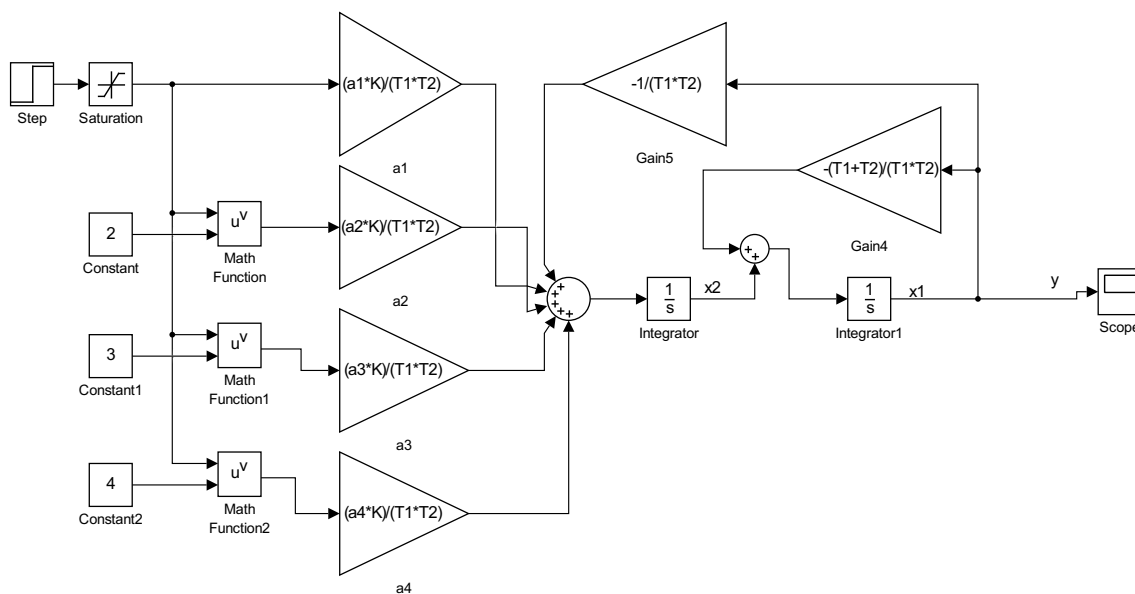 Step
Saturation
(a1*K)/(T1*T2)
a1
2
Constant
u^v
Math
Function
(a2*K)/(T1*T2)
a2
3
Constant1
u^v
Math
Function1
(a3*K)/(T1*T2)
a3
4
Constant2
u^v
Math
Function2
(a4*K)/(T1*T2)
a4
-1/(T1*T2)
Gain5
-(T1+T2)/(T1*T2)
Gain4
+
+
+
+
+
1
s
Integrator
x2
+
+
1
s
Integrator1
x1
y
Scope